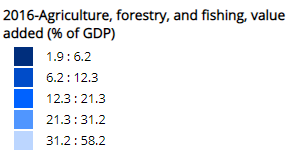 2016-Agriculture, forestry, and fishing, value
added (% of GDP)
1.9 : 6.2
6.2 : 12.3
12.3 : 21.3
21.3 : 31.2
31.2 : 58.2